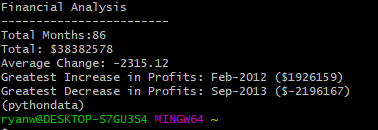 Financial Analysis
-----------------------
Total Months:86
Total: $38382578
Average Change: -2315.12
Greatest Increase in Profits: Feb-2012 ($1926159)
Greatest Decrease in Profits: Sep-2013 ($-2196167)
(pythondata)
ryanw@DESKTOP-S7GU3S4 MINGW64 ~